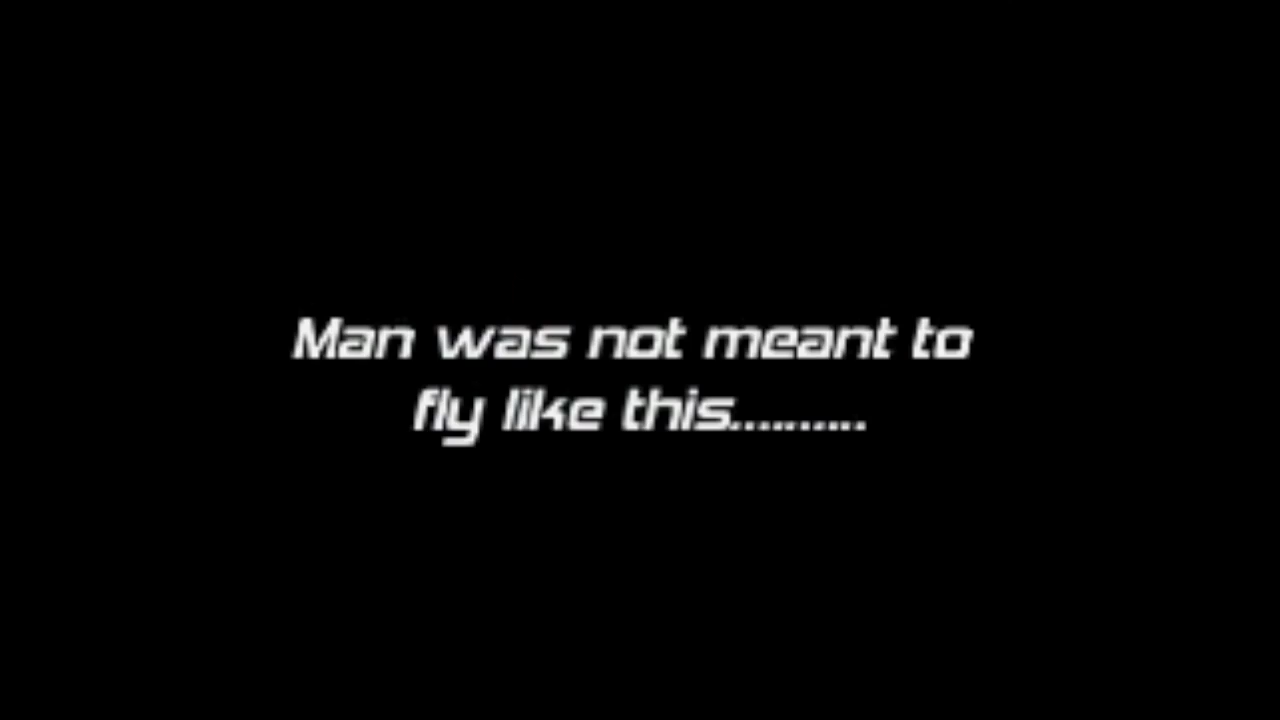 Man was not meant to
fly like this..........